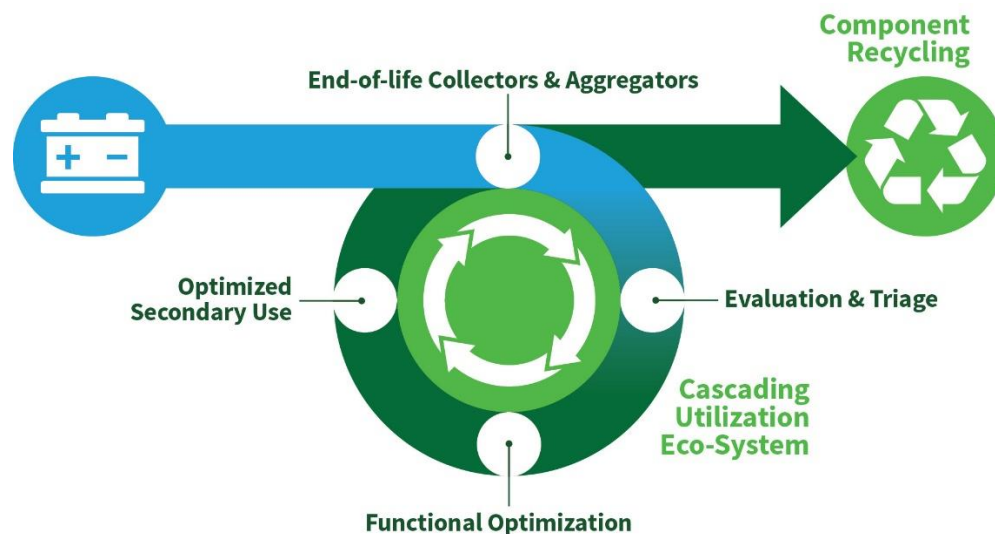 Component
Recycling
End-of-life Collectors & Aggregators
+ −
Optimized
Secondary Use
Evaluation & Triage
Cascading
Utilization
Eco-System
Functional Optimization